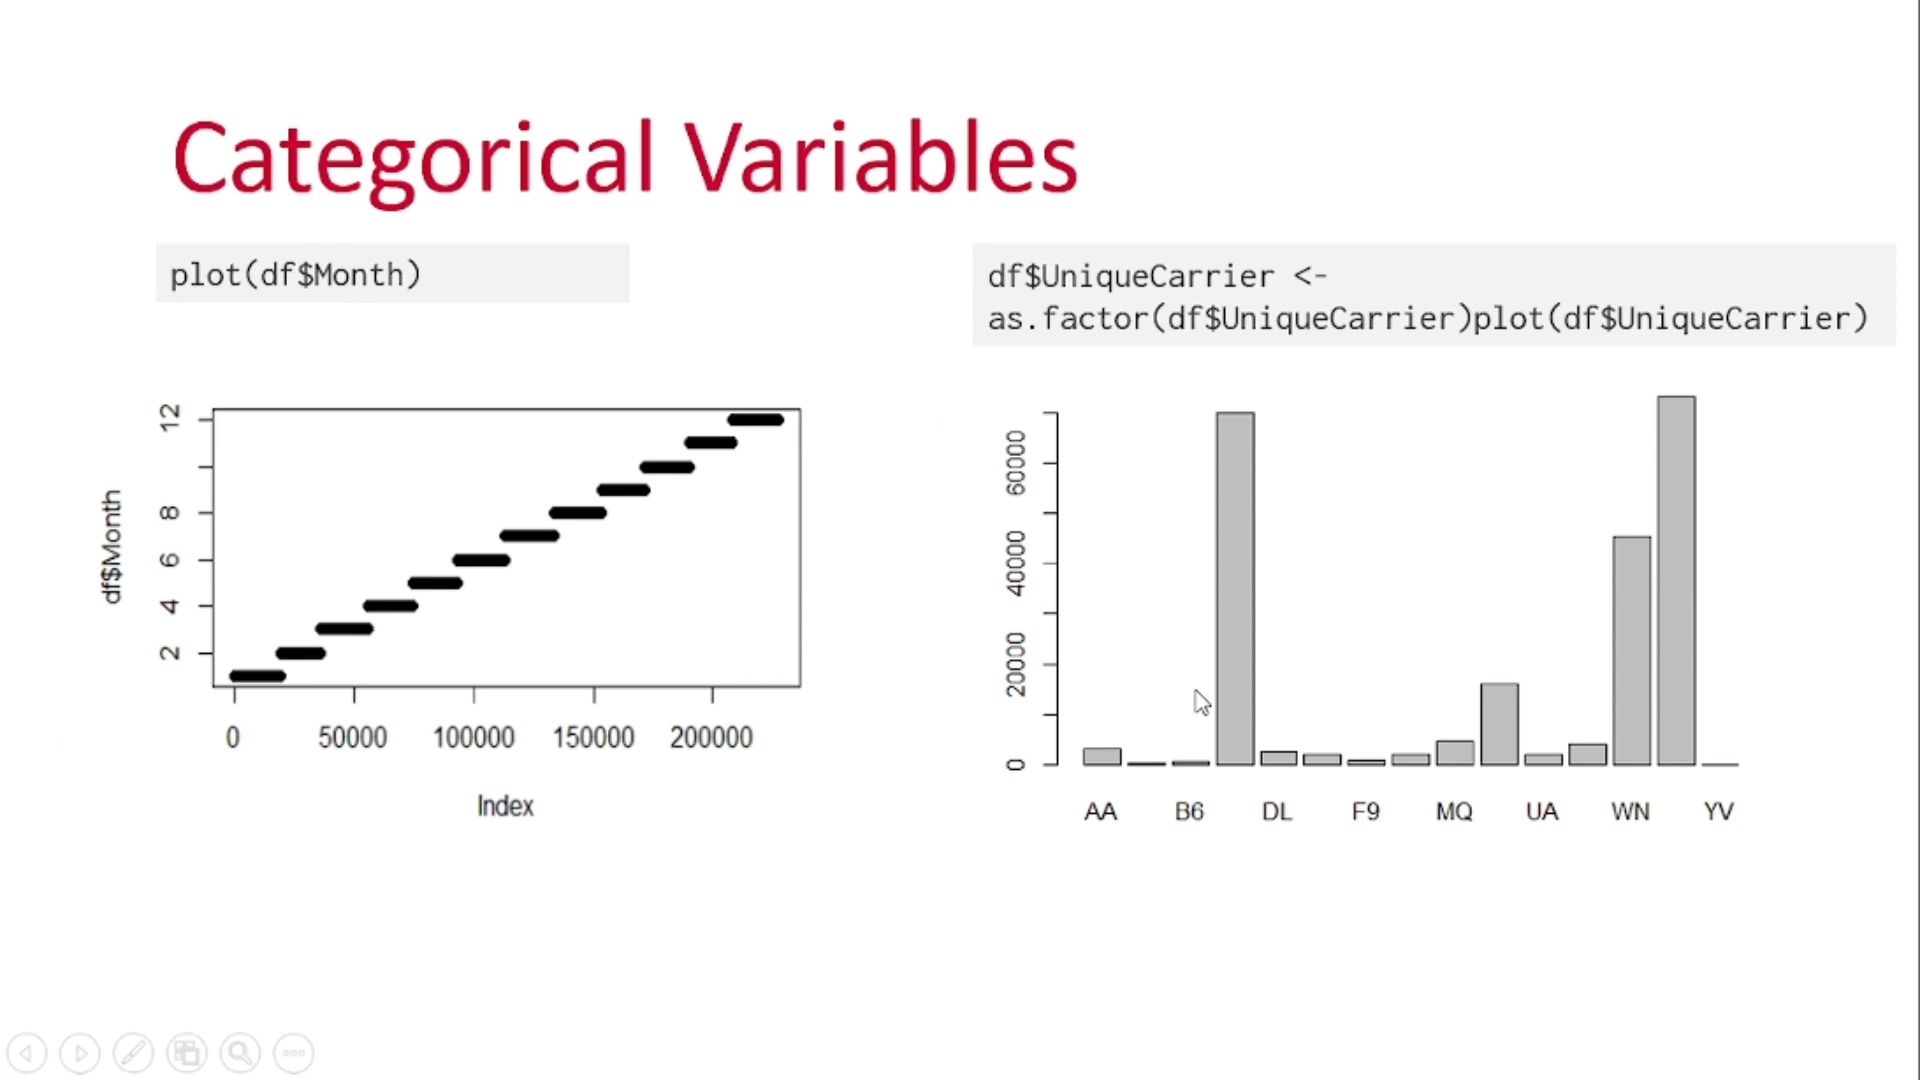 Categorical Variables
plot(df$Month)
df$UniqueCarrier <-
as.factor(df$UniqueCarrier)plot(df$UniqueCarrier)
12
8
6
4
2
df$Month
0 50000 100000 150000 200000
Index
60000
40000
20000
0
AA B6 DL F9 MQ UA WN YV